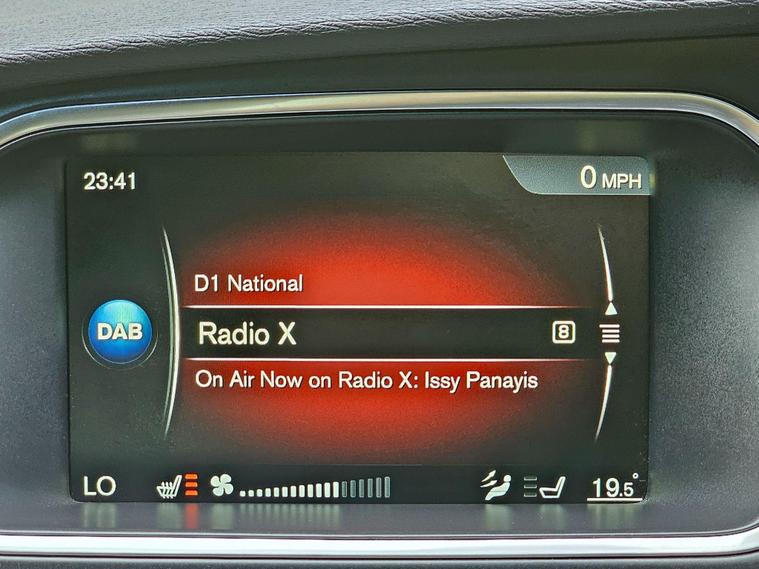 23:41
0 MPH
D1 National
DAB
Radio X
8
On Air Now on Radio X: Issy Panayis
LO
19.5°